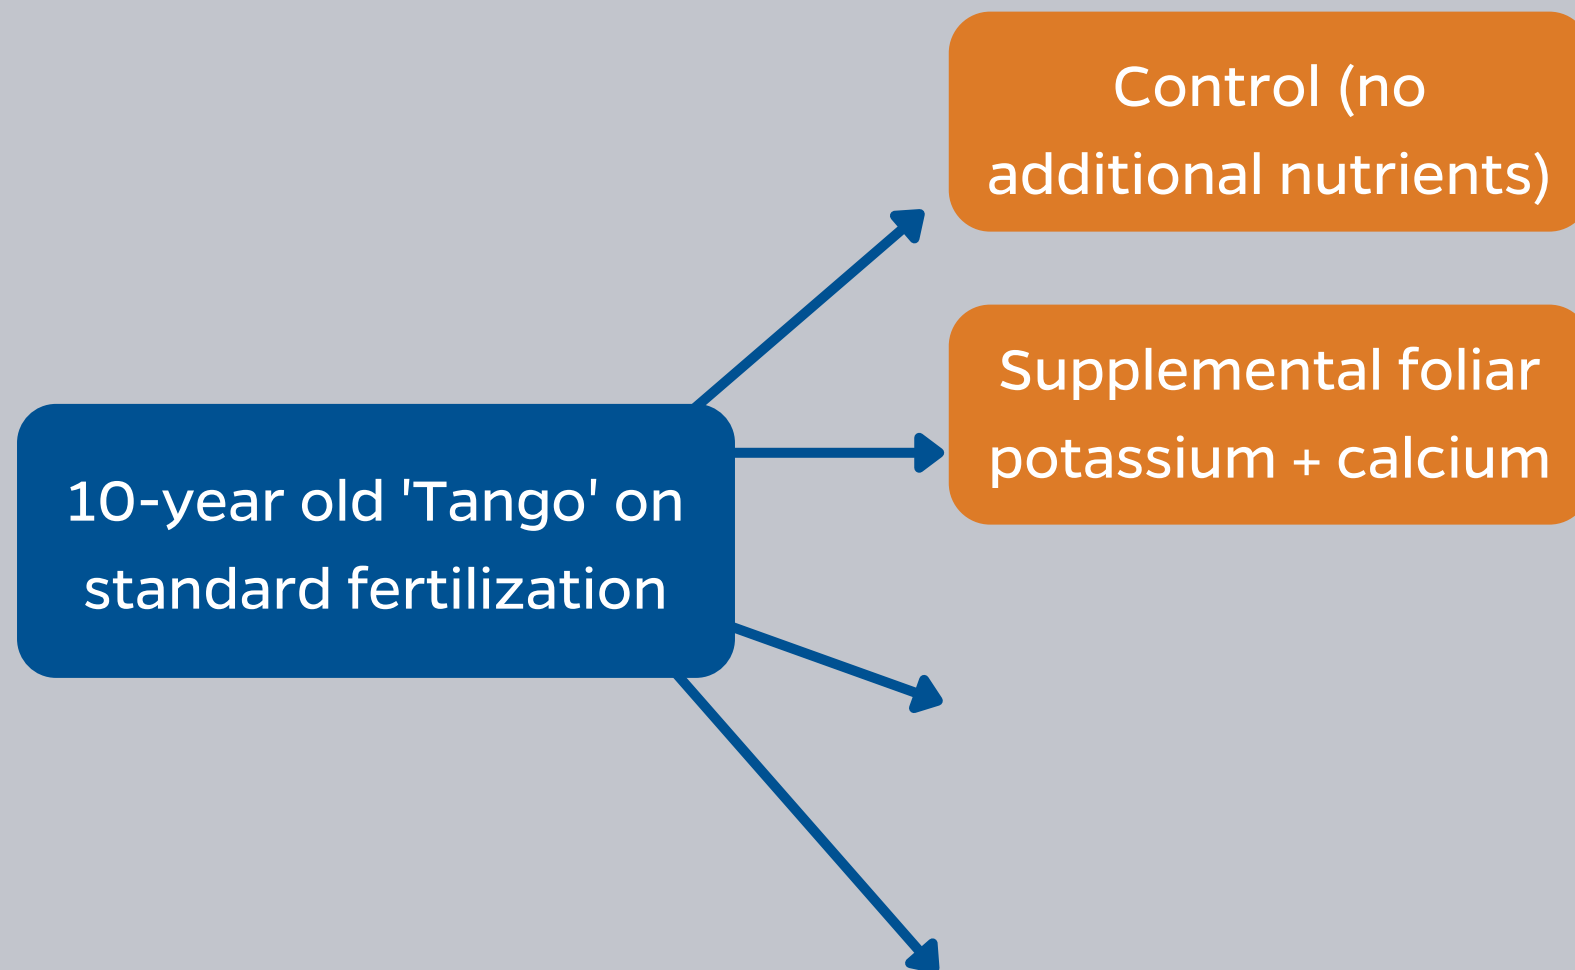 Control (no
additional nutrients)
Supplemental foliar
potassium + calcium
10-year old 'Tango' on
standard fertilization